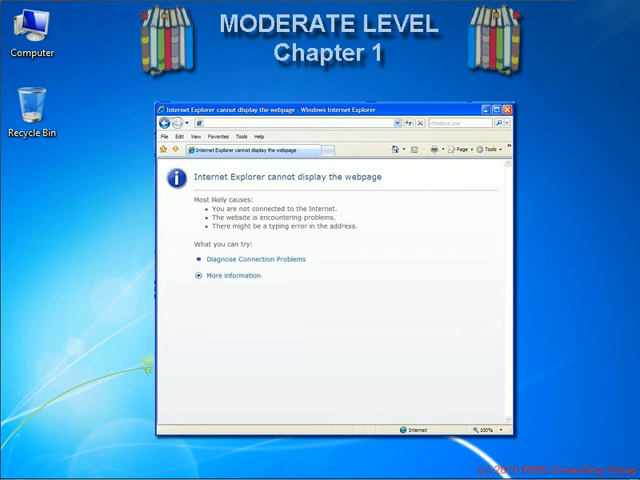 MODERATE LEVEL
Chapter 1
Computer
Recycle Bin
Internet Explorer cannot display the webpage - Windows Internet Explorer
Windows Live
File Edit View Favorites Tools Help
Internet Explorer cannot display the webpage
Page Tools
Internet Explorer cannot display the webpage
Most likely causes:
You are not connected to the Internet.
The website is encountering problems.
There might be a typing error in the address.
What you can try:
Diagnose Connection Problems
More information
Internet 100%
(c) 2010 RMS Consulting Group